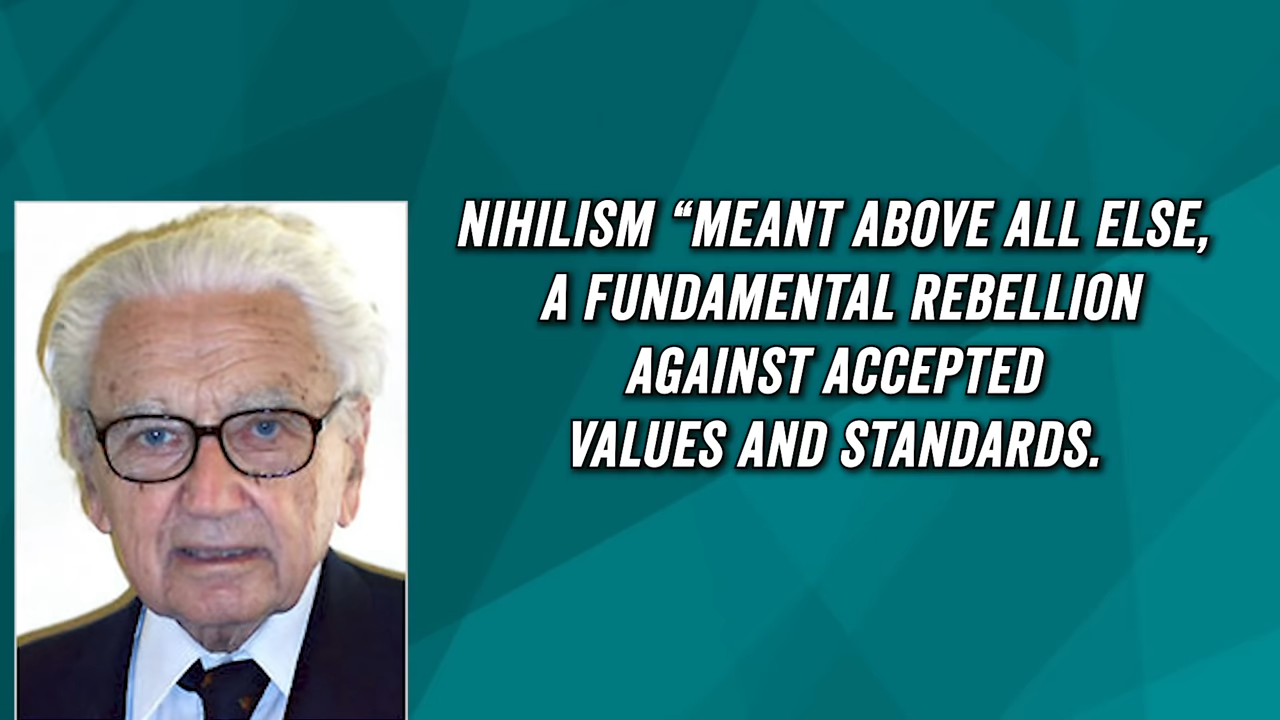 NIHILISM “MEANT ABOVE ALL ELSE,
A FUNDAMENTAL REBELLION
AGAINST ACCEPTED
VALUES AND STANDARDS.